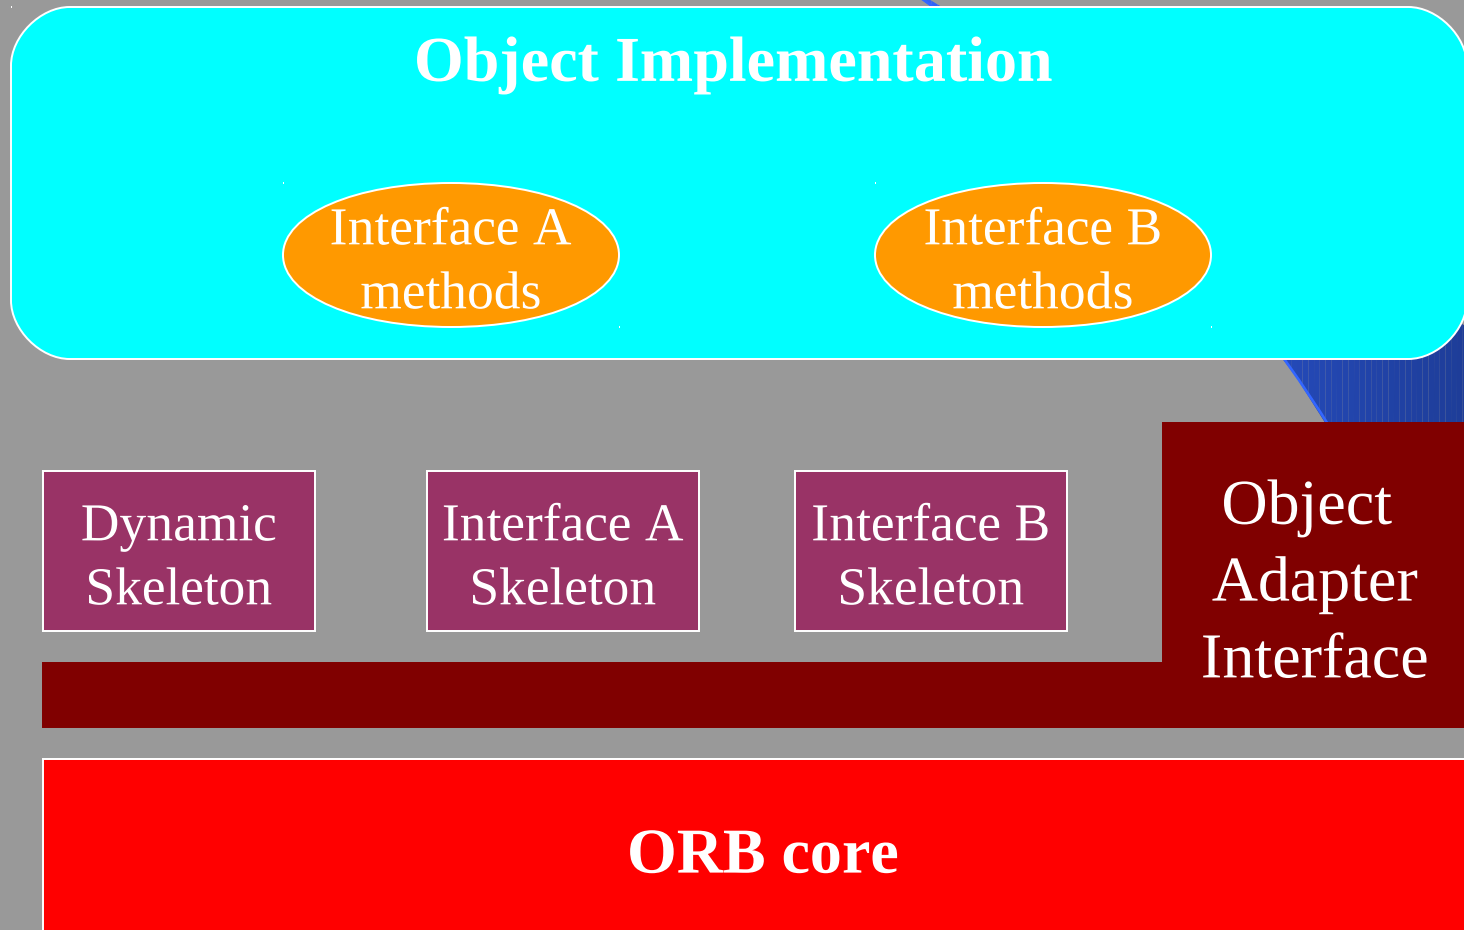 Object Implementation
Interface A
methods
Interface B
methods
Dynamic
Skeleton
Interface A
Skeleton
Interface B
Skeleton
Object
Adapter
Interface
ORB core